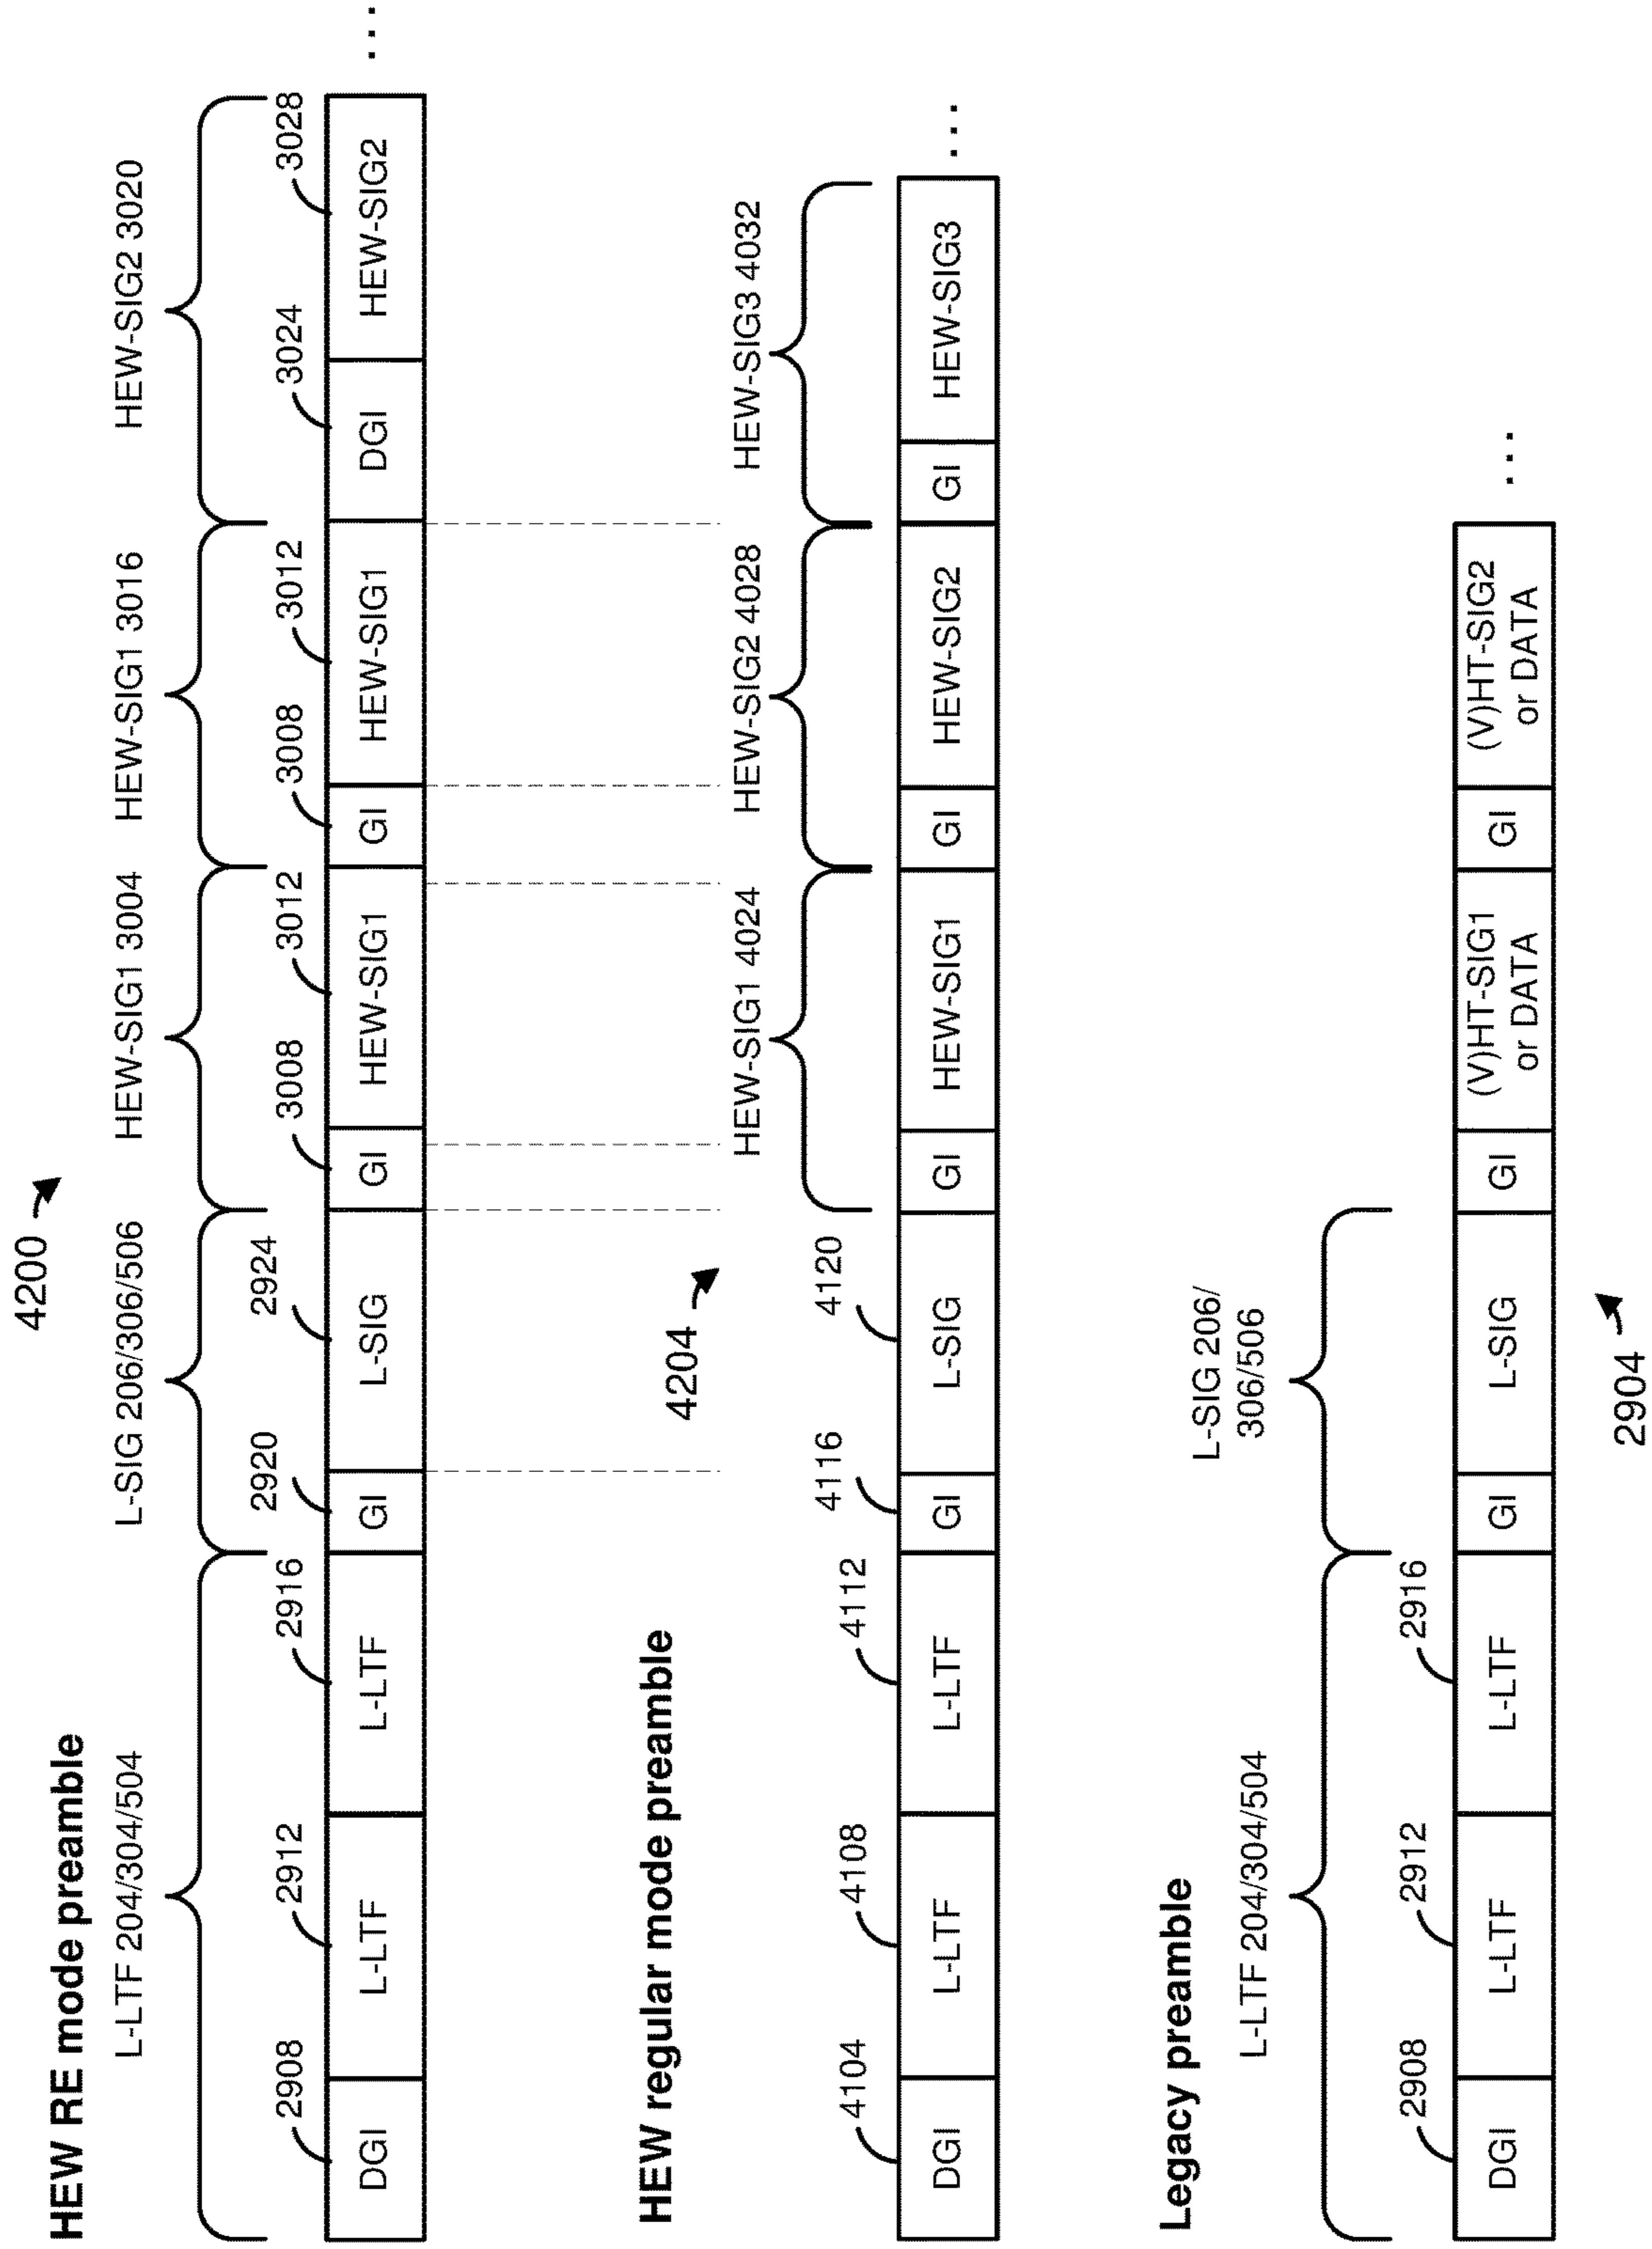 4200
HEW RE mode preamble
L-LTF 204/304/504
L-SIG 206/306/506
HEW-SIG1 3004
HEW-SIG1 3016
HEW-SIG2 3020
2908
2912
2916
2920
2924
3008
3012
3008
3012
3024
3028
DGI
L-LTF
L-LTF
GI
L-SIG
GI
HEW-SIG1
GI
HEW-SIG1
DGI
HEW-SIG2
...
4204
HEW regular mode preamble
HEW-SIG1 4024
HEW-SIG2 4028
HEW-SIG3 4032
4104
4108
4112
4116
4120
DGI
L-LTF
L-LTF
GI
L-SIG
GI
HEW-SIG1
GI
HEW-SIG2
GI
HEW-SIG3
...
Legacy preamble
L-LTF 204/304/504
L-SIG 206/
306/506
2908
2912
2916
DGI
L-LTF
L-LTF
GI
L-SIG
GI
(V)HT-SIG1
or DATA
GI
(V)HT-SIG2
or DATA
...
2904